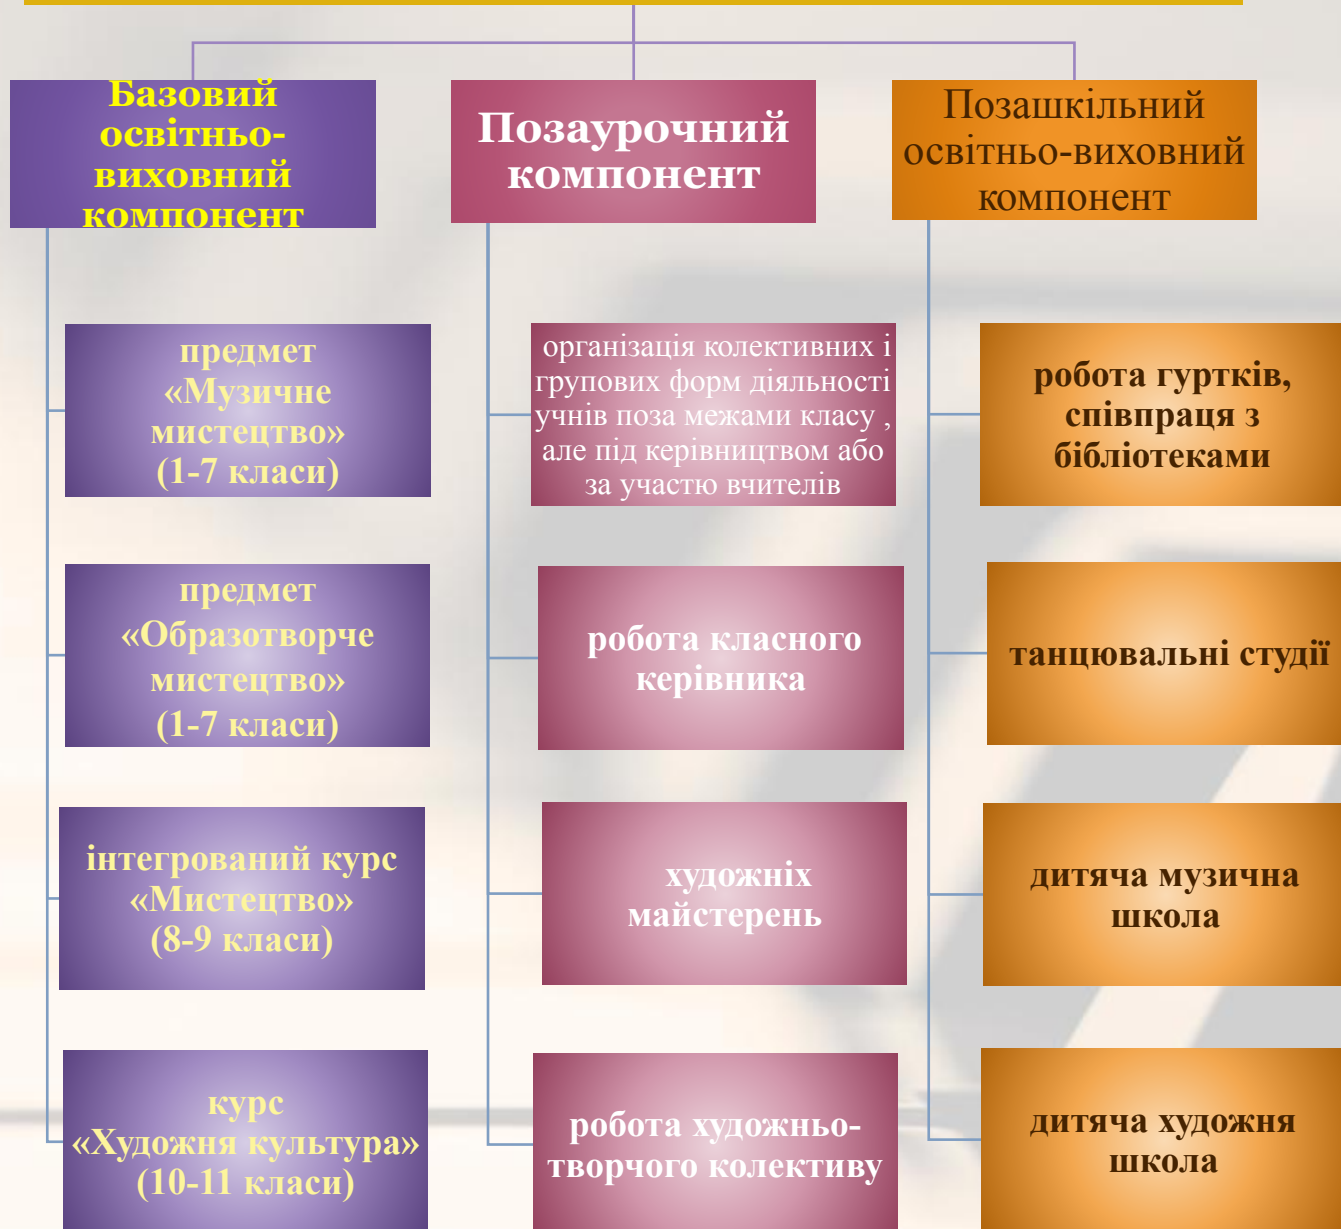 Базовий
освітньо-
виховний
компонент
предмет
«Музичне
мистецтво»
(1-7 класи)
предмет
«Образотворче
мистецтво»
(1-7 класи)
інтегрований курс
«Мистецтво»
(8-9 класи)
курс
«Художня культура»
(10-11 класи)
Позаурочний
компонент
організація колективних і
групових форм діяльності
учнів поза межами класу ,
але під керівництвом або
за участю вчителів
робота класного
керівника
художніх
майстерень
робота художньо-
творчого колективу
Позашкільний
освітньо-виховний
компонент
робота гуртків,
співпраця з
бібліотеками
танцювальні студії
дитяча музична
школа
дитяча художня
школа